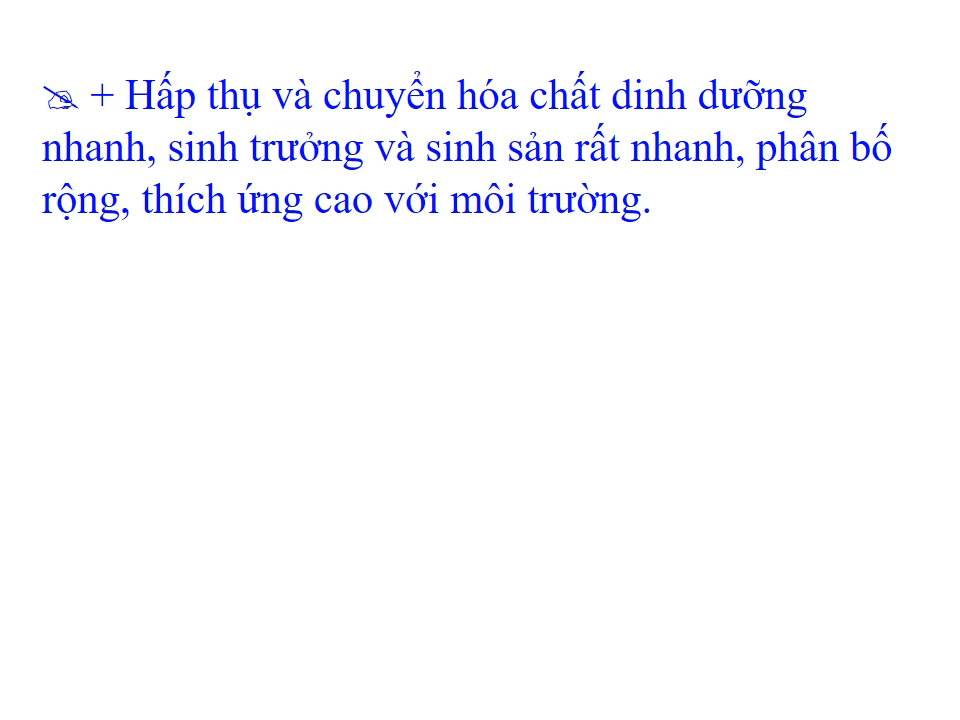 + Hấp thụ và chuyển hóa chất dinh dưỡng
nhanh, sinh trưởng và sinh sản rất nhanh, phân bố
rộng, thích ứng cao với môi trường.